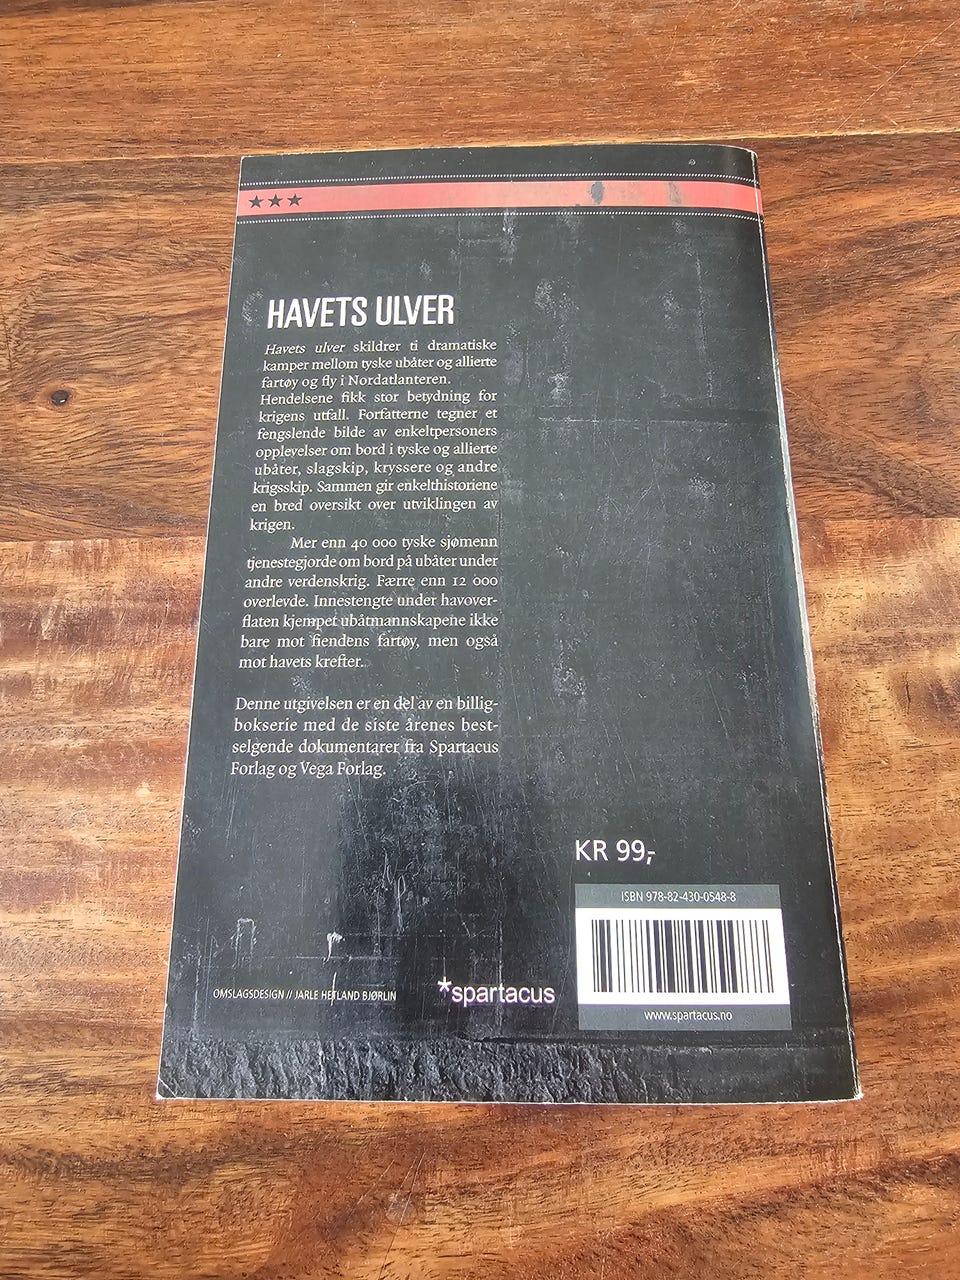 HAVETS ULVER
Havets ulver skildrer ti dramatiske
kamper mellom tyske ubåter og allierte
fartøy og fly i Nordatlanteren.
Hendelsene fikk stor betydning for
krigens utfall. Forfatterne tegner et
fengslende bilde av enkeltpersoners
opplevelser om bord i tyske og allierte
ubåter, slagskip, kryssere og andre
krigsskip. Sammen gir enkelthistoriene
en bred oversikt over utviklingen av
krigen.
Mer enn 40 000 tyske sjømenn
tjenestegjorde om bord på ubåter under
andre verdenskrig. Færre enn 12 000
overlevde. Innestengte under havover-
flaten kjempet ubåtmannskapene ikke
bare mot fiendens fartøy, men også
mot havets krefter.
Denne utgivelsen er en del av en billig-
bokserie med de siste årenes best-
selgende dokumentarer fra Spartacus
Forlag og Vega Forlag.
KR 99,-
ISBN 978-82-430-0548-8
www.spartacus.no
OMSLAGSDESIGN // JARLE HETLAND BJØRLIN
*spartacus